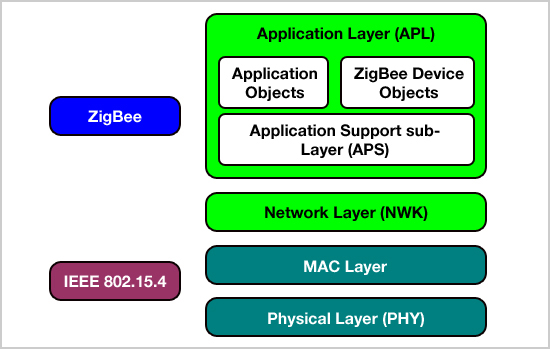 Application Layer (APL)
Application
Objects
ZigBee Device
Objects
ZigBee
Application Support sub-
Layer (APS)
Network Layer (NWK)
MAC Layer
IEEE 802.15.4
Physical Layer (PHY)